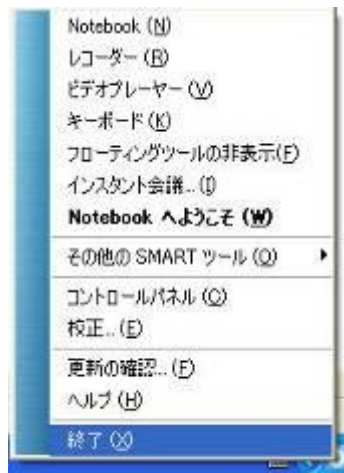 Notebook (N)
レコーダー (R)
ビデオプレーヤー (V)
キーボード (K)
フローティングツールの非表示(F)
インスタント会議...(I)
Notebook へようこそ (W)
その他の SMART ツール (O)
コントロールパネル (C)
校正...(E)
更新の確認...(F)
ヘルプ (H)
終了 (X)